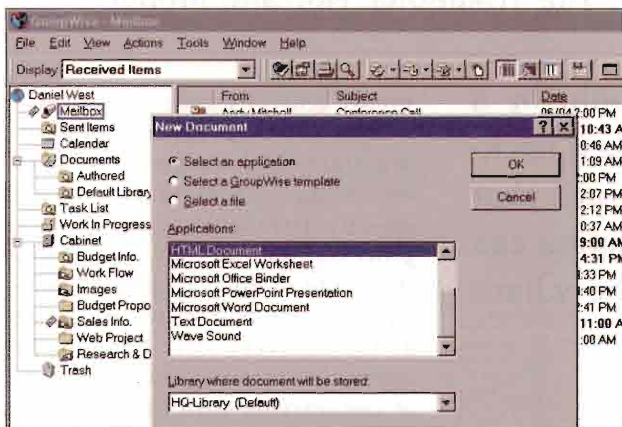 GroupWise - Mailbox
File Edit View Actions Tools Window Help
Display: Received Items
Daniel West
Mailbox
Sent Items
Calendar
Documents
Authored
Default Library
Task List
Work In Progress
Cabinet
Budget Info.
Work Flow
Images
Budget Propo
Sales Info.
Web Project
Research & D
Trash
From Subject Date
Andy Mitchell Conference Call 06/04 2:00 PM
10:43 A
0:46 AM
1:09 AM
2:00 PM
2:07 PM
2:12 PM
0:37 AM
9:00 AM
4:31 PM
:33 PM
:40 PM
2:41 PM
11:00 A
:00 AM
New Document
Select an application
Select a GroupWise template
Select a file
OK
Cancel
Applications:
HTML Document
Microsoft Excel Worksheet
Microsoft Office Binder
Microsoft PowerPoint Presentation
Microsoft Word Document
Text Document
Wave Sound
Library where document will be stored:
HQ-Library (Default)